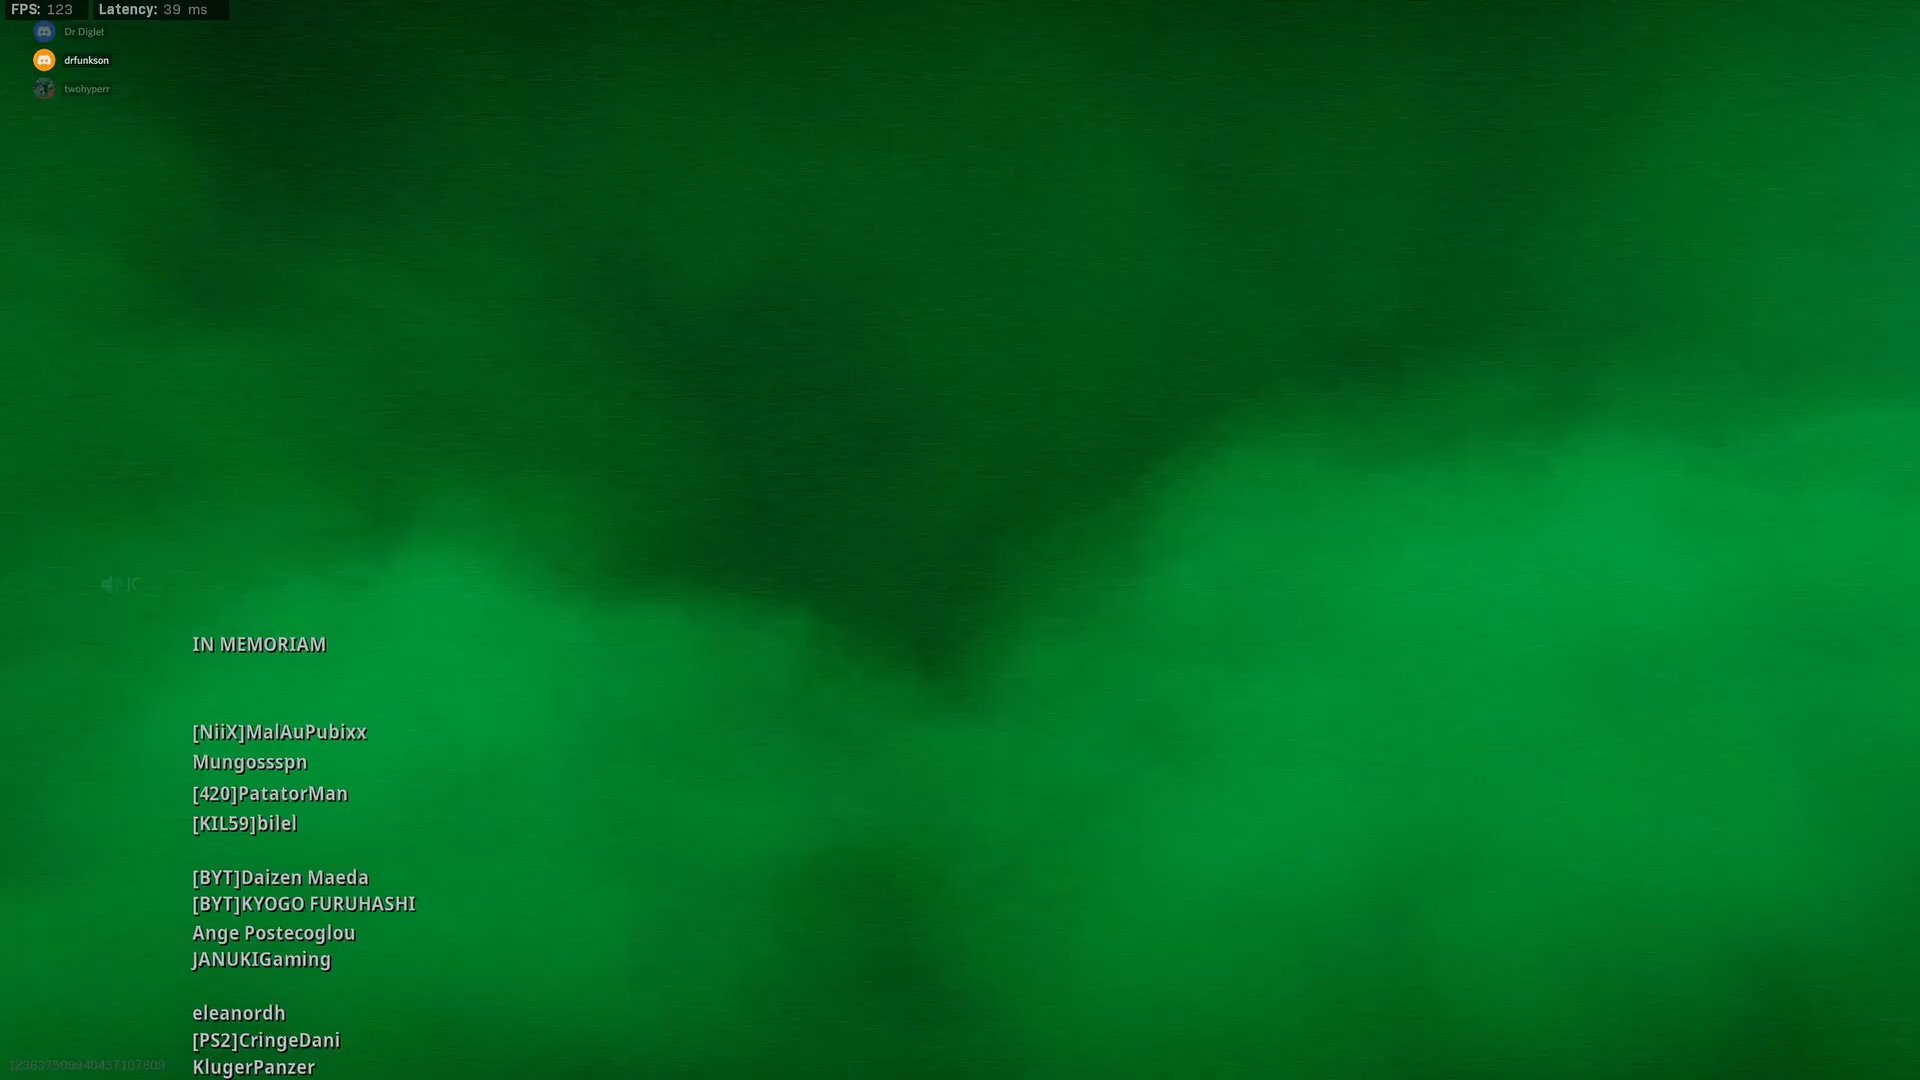 FPS: 123 Latency: 39 ms
Dr Diglet
drfunkson
twohyperr
IN MEMORIAM
[NiiX]MalAuPubixx
Mungossspn
[420]PatatorMan
[KIL59]bilel
[BYT]Daizen Maeda
[BYT]KYOGO FURUHASHI
Ange Postecoglou
JANUKIGaming
eleanordh
[PS2]CringeDani
KlugerPanzer